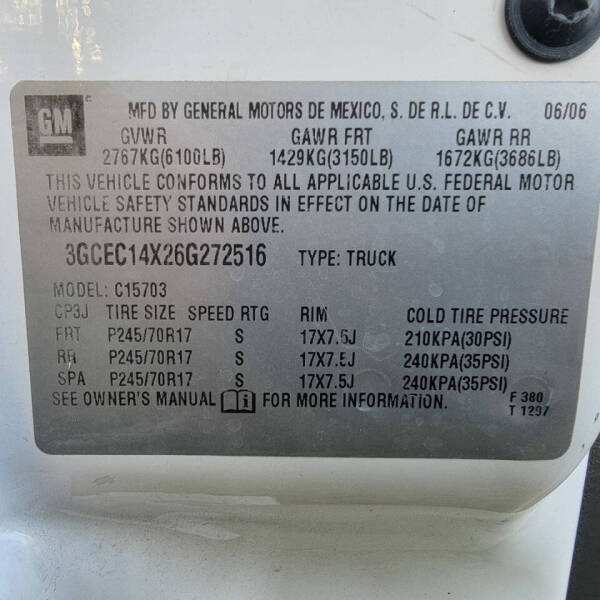 GM
MFD BY GENERAL MOTORS DE MEXICO, S. DE R.L. DE C.V. 06/06
GVWR GAWR FRT GAWR RR
2767KG(6100LB) 1429KG(3150LB) 1672KG(3686LB)
THIS VEHICLE CONFORMS TO ALL APPLICABLE U.S. FEDERAL MOTOR
VEHICLE SAFETY STANDARDS IN EFFECT ON THE DATE OF
MANUFACTURE SHOWN ABOVE.
3GCEC14X26G272516 TYPE: TRUCK
MODEL: C15703
CP3J TIRE SIZE SPEED RTG RIM COLD TIRE PRESSURE
FRT P245/70R17 S 17X7.5J 210KPA(30PSI)
RR P245/70R17 S 17X7.5J 240KPA(35PSI)
SPA P245/70R17 S 17X7.5J 240KPA(35PSI)
SEE OWNER'S MANUAL FOR MORE INFORMATION.
F 380
T 1297